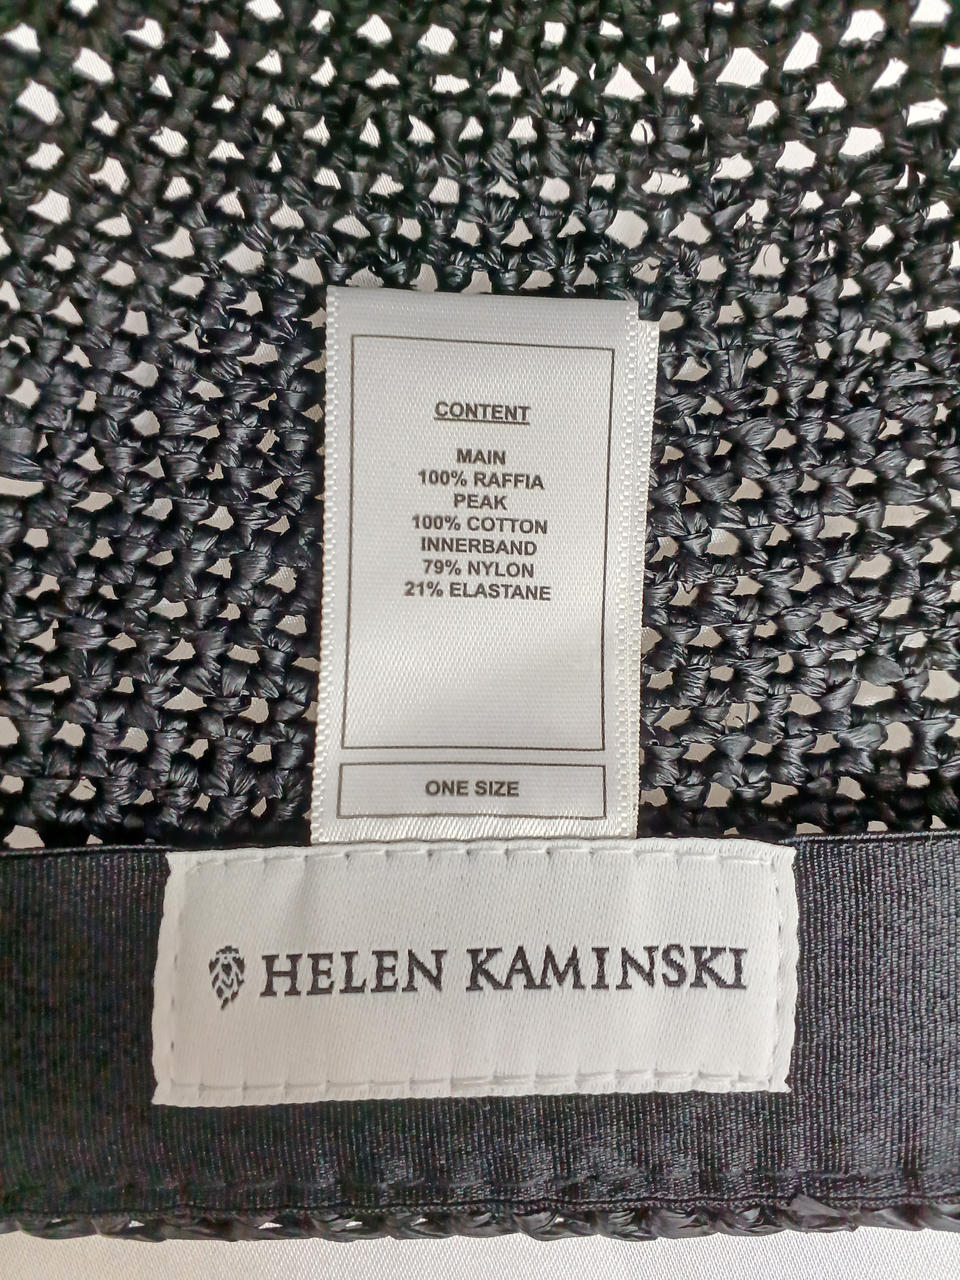 CONTENT
MAIN
100% RAFFIA
PEAK
100% COTTON
INNERBAND
79% NYLON
21% ELASTANE
ONE SIZE
HELEN KAMINSKI